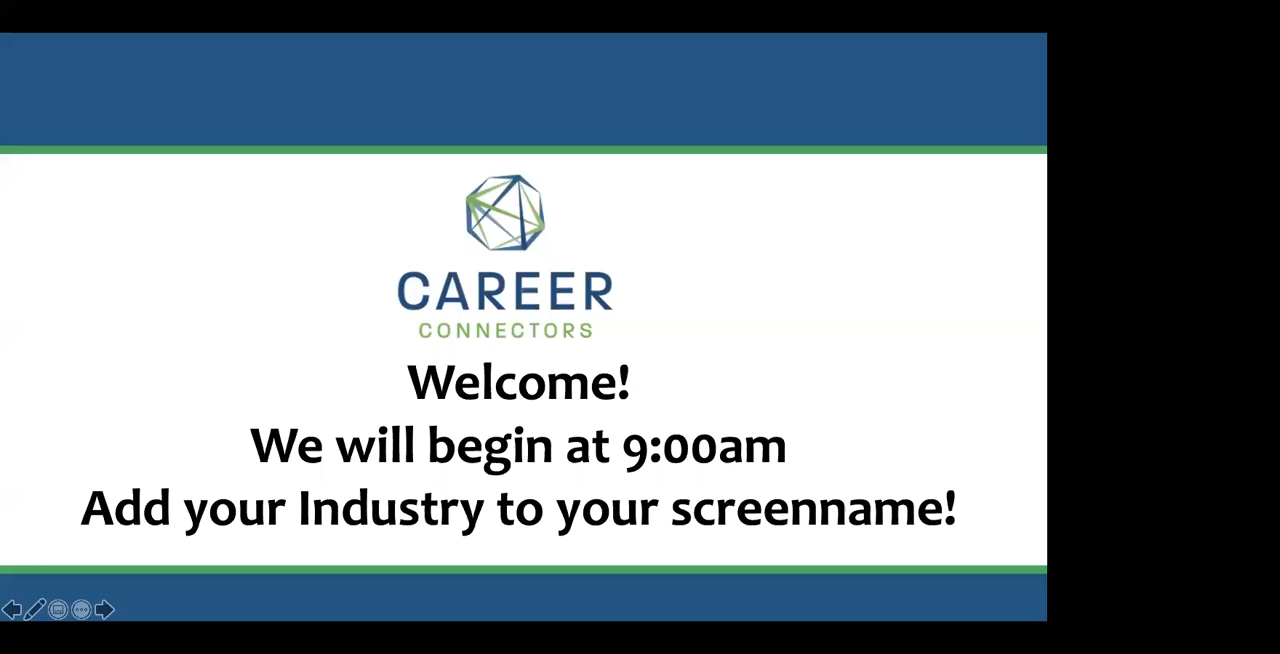 CAREER
CONNECTORS
Welcome!
We will begin at 9:00am
Add your Industry to your screenname!